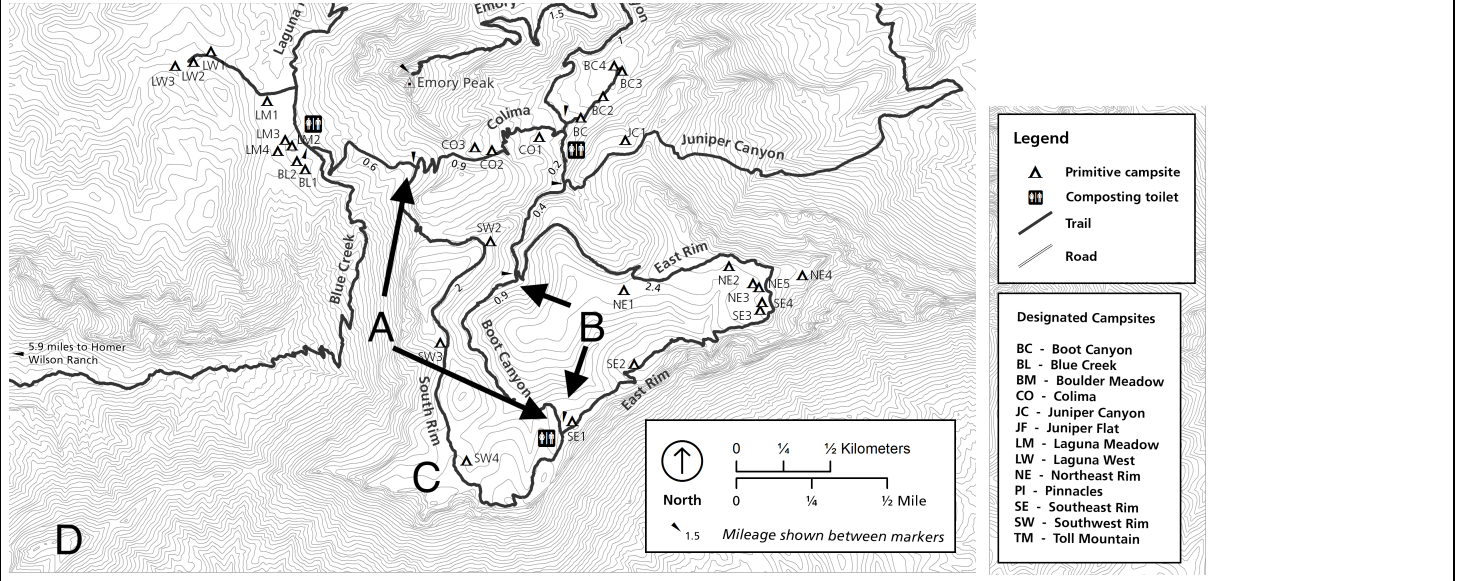 Laguna
Emory
1.5
yon
1
LW1
LW2
LW3
Emory Peak
BC4
BC3
BC2
BC
LM1
LM3
LM2
LM4
BL2
BL1
Colima
CO3
CO2
CO1
JC1
Juniper Canyon
0.6
0.9
0.2
0.4
SW2
East Rim
NE2
NE4
NE5
NE3
SE4
SE3
NE1
2.4
Blue Creek
2
0.9
A
B
Boot Canyon
SW3
SE2
East Rim
5.9 miles to Homer
Wilson Ranch
South Rim
SE1
SW4
C
D
North
0 ¼ ½ Kilometers
0 ¼ ½ Mile
1.5 Mileage shown between markers
Legend
Primitive campsite
Composting toilet
Trail
Road
Designated Campsites
BC - Boot Canyon
BL - Blue Creek
BM - Boulder Meadow
CO - Colima
JC - Juniper Canyon
JF - Juniper Flat
LM - Laguna Meadow
LW - Laguna West
NE - Northeast Rim
PI - Pinnacles
SE - Southeast Rim
SW - Southwest Rim
TM - Toll Mountain